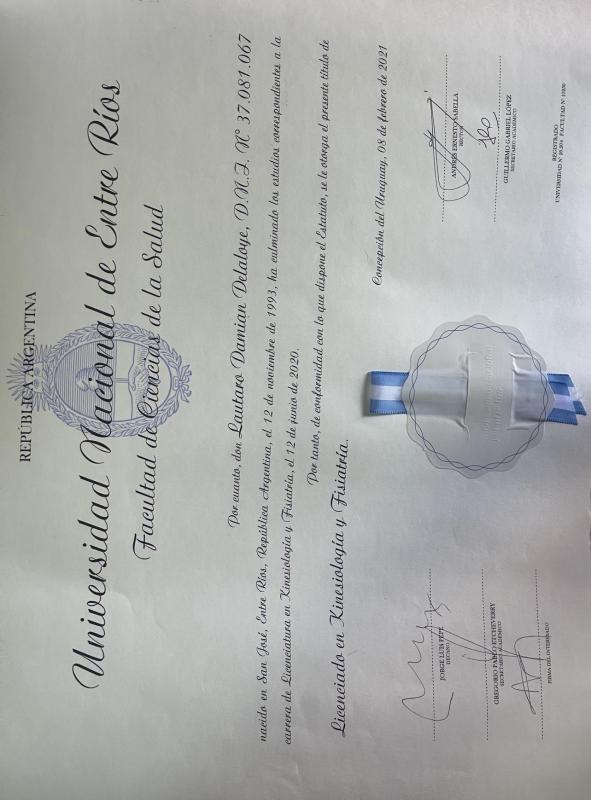 REPÚBLICA ARGENTINA
Universidad Nacional de Entre Ríos
Facultad de Ciencias de la Salud
Por cuanto, don Lautaro Damian Delaloye, D.N.I. N° 37.081.067
nacido en San José, Entre Ríos, República Argentina, el 12 de noviembre de 1993, ha culminado los estudios correspondientes a la
carrera de Licenciatura en Kinesiología y Fisiatría, el 12 de junio de 2020.
Por tanto, de conformidad con lo que dispone el Estatuto, se le otorga el presente título de
Licenciado en Kinesiología y Fisiatría.
Concepción del Uruguay, 08 de febrero de 2021
JORGE LUIS PEPE
DECANO
GREGORIO PABLO ETCHEVERRY
SECRETARIO ACADÉMICO
FIRMA DEL INTERESADO
ANDRÉS ERNESTO SABELLA
RECTOR
GUILLERMO GABRIEL LÓPEZ
SECRETARIO ACADÉMICO
REGISTRADO
UNIVERSIDAD N° FACULTAD N°